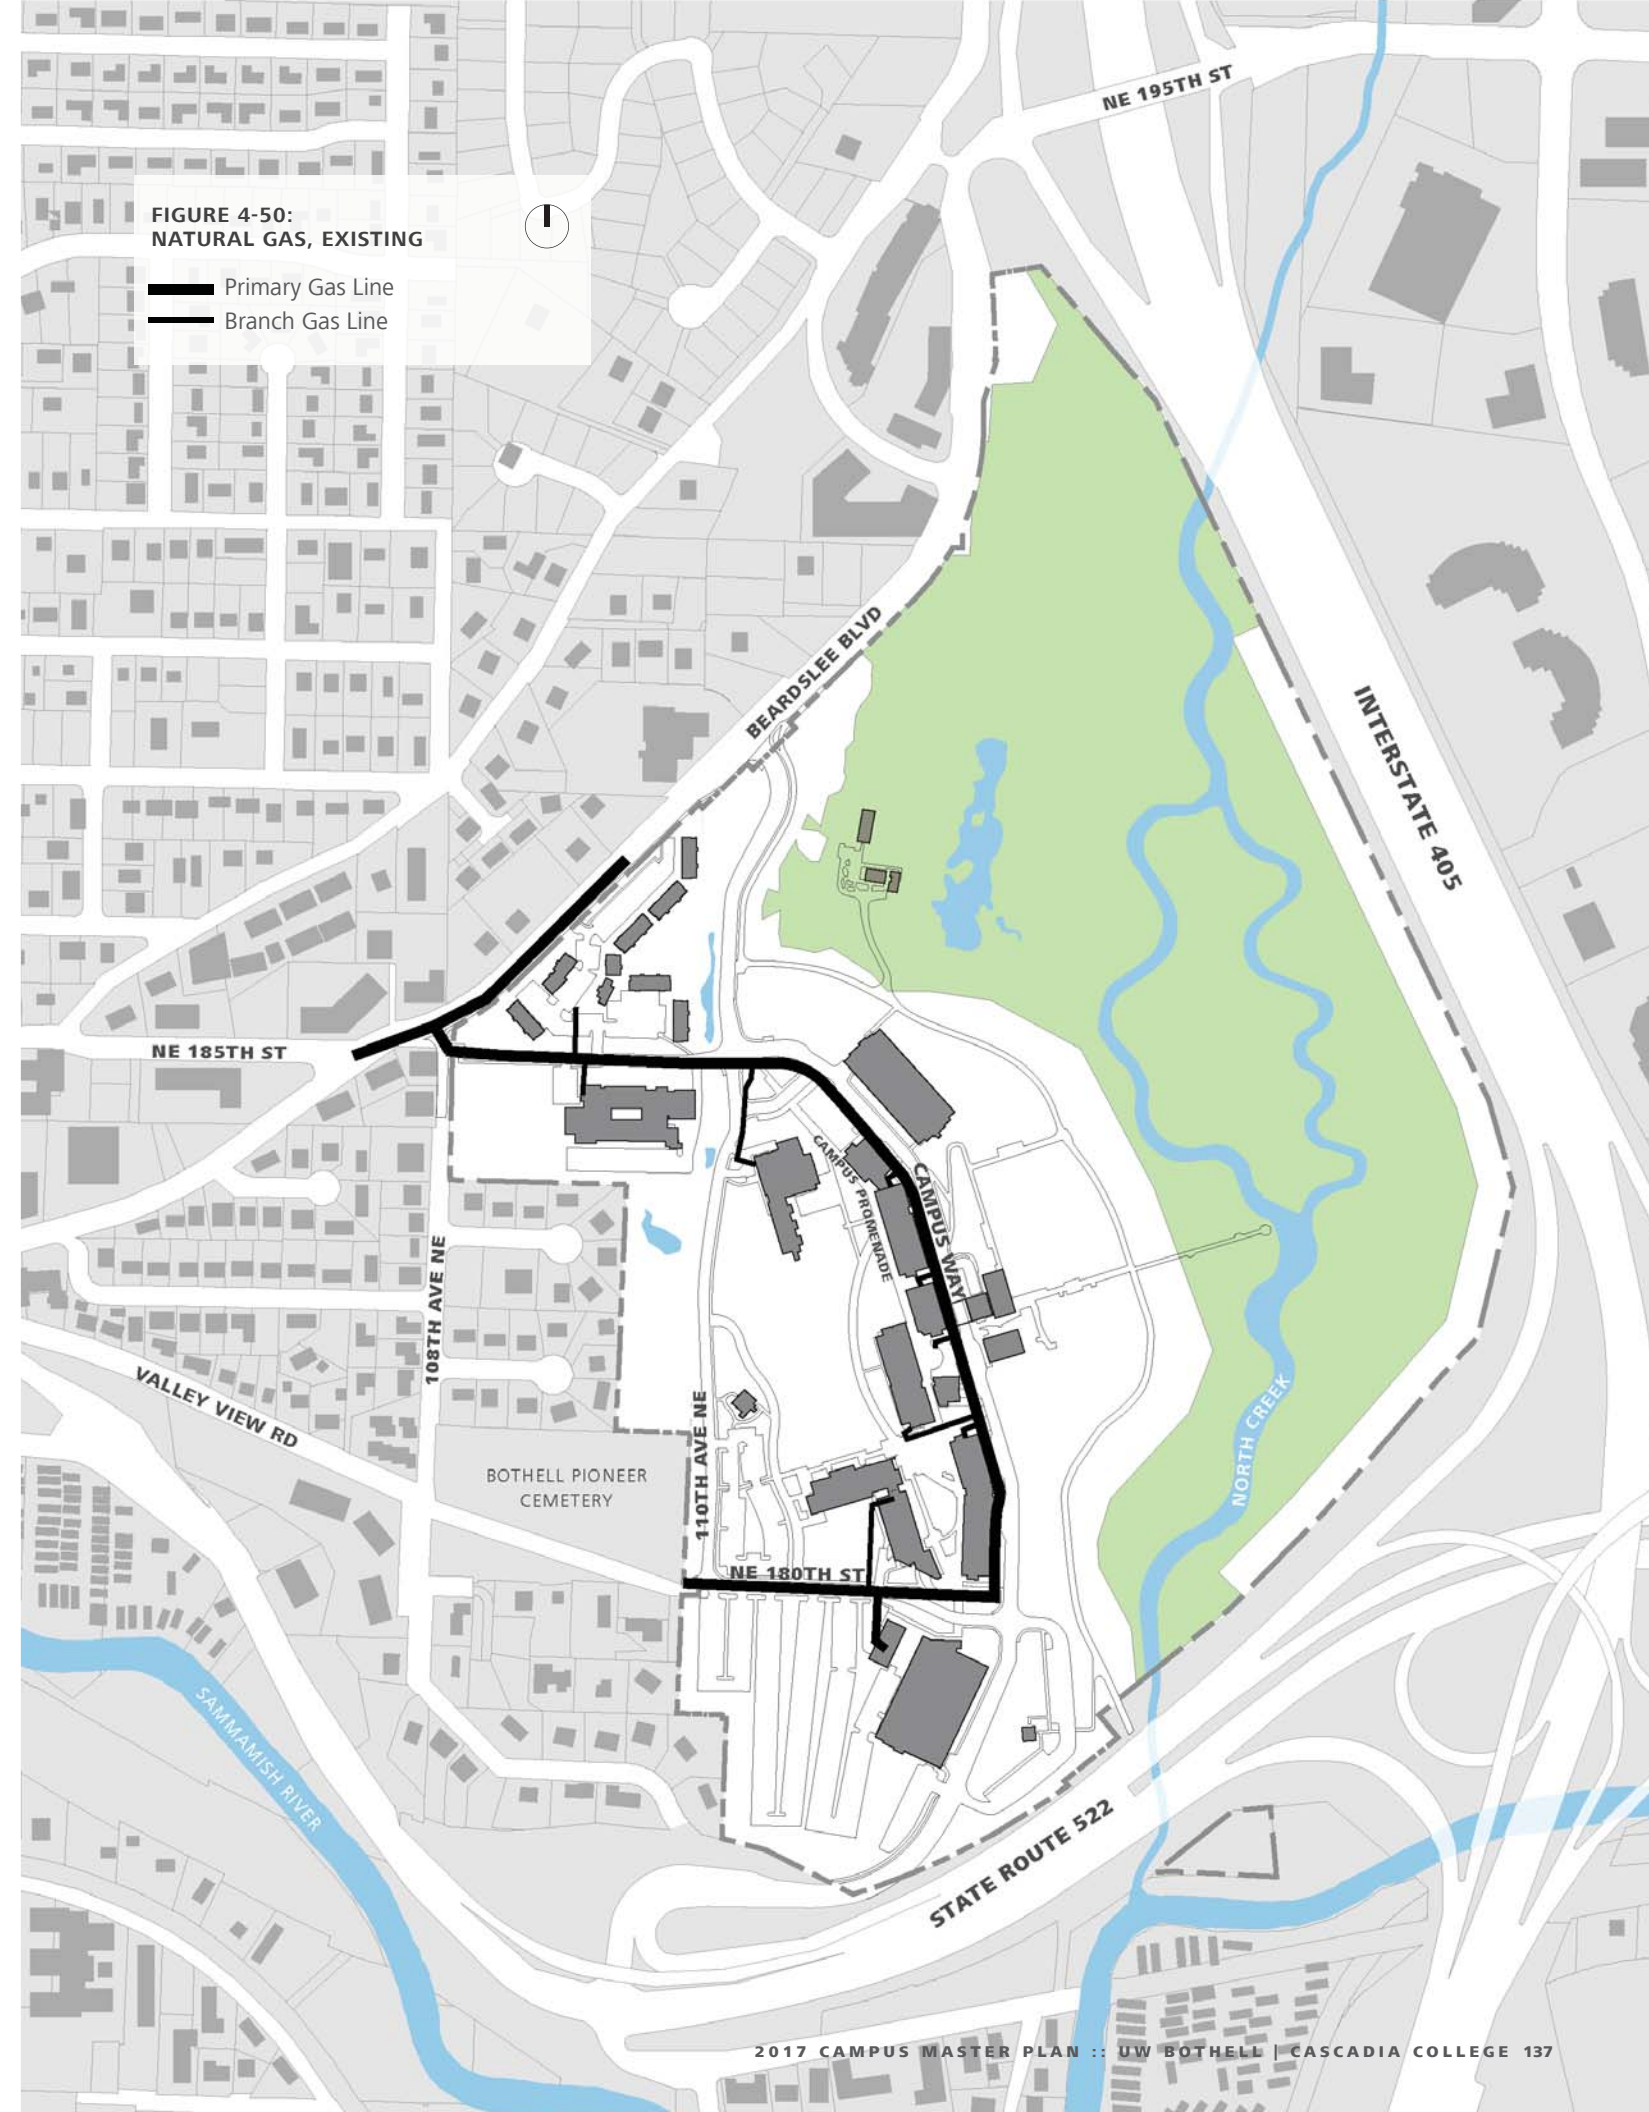 NE 195TH ST
FIGURE 4-50:
NATURAL GAS, EXISTING
Primary Gas Line
Branch Gas Line
BEARDSLEE BLVD
INTERSTATE 405
NE 185TH ST
CAMPUS PROMENADE
CAMPUS WAY
108TH AVE NE
VALLEY VIEW RD
110TH AVE NE
NORTH CREEK
BOTHELL PIONEER
CEMETERY
NE 180TH ST
SAMMAMISH RIVER
STATE ROUTE 522
2017 CAMPUS MASTER PLAN :: UW BOTHELL | CASCADIA COLLEGE 137